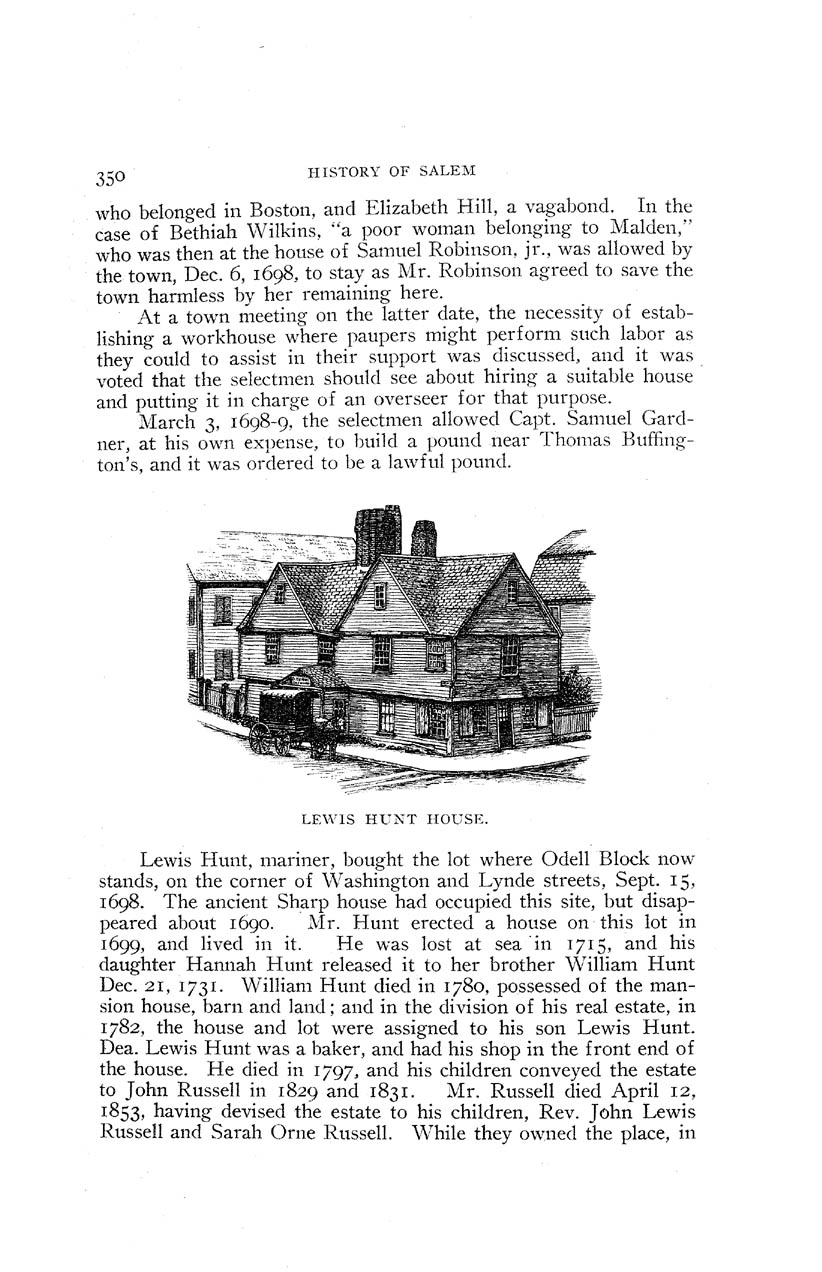 350
HISTORY OF SALEM
who belonged in Boston, and Elizabeth Hill, a vagabond. In the
case of Bethiah Wilkins, "a poor woman belonging to Malden,"
who was then at the house of Samuel Robinson, jr., was allowed by
the town, Dec. 6, 1698, to stay as Mr. Robinson agreed to save the
town harmless by her remaining here.
At a town meeting on the latter date, the necessity of estab-
lishing a workhouse where paupers might perform such labor as
they could to assist in their support was discussed, and it was
voted that the selectmen should see about hiring a suitable house
and putting it in charge of an overseer for that purpose.
March 3, 1698-9, the selectmen allowed Capt. Samuel Gard-
ner, at his own expense, to build a pound near Thomas Buffing-
ton's, and it was ordered to be a lawful pound.
LEWIS HUNT HOUSE.
Lewis Hunt, mariner, bought the lot where Odell Block now
stands, on the corner of Washington and Lynde streets, Sept. 15,
1698. The ancient Sharp house had occupied this site, but disap-
peared about 1690. Mr. Hunt erected a house on this lot in
1699, and lived in it. He was lost at sea in 1715, and his
daughter Hannah Hunt released it to her brother William Hunt
Dec. 21, 1731. William Hunt died in 1780, possessed of the man-
sion house, barn and land; and in the division of his real estate, in
1782, the house and lot were assigned to his son Lewis Hunt.
Dea. Lewis Hunt was a baker, and had his shop in the front end of
the house. He died in 1797, and his children conveyed the estate
to John Russell in 1829 and 1831. Mr. Russell died April 12,
1853, having devised the estate to his children, Rev. John Lewis
Russell and Sarah Orne Russell. While they owned the place, in